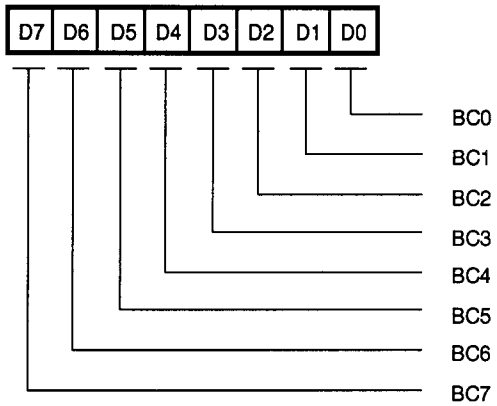 D7 D6 D5 D4 D3 D2 D1 D0
BC0
BC1
BC2
BC3
BC4
BC5
BC6
BC7